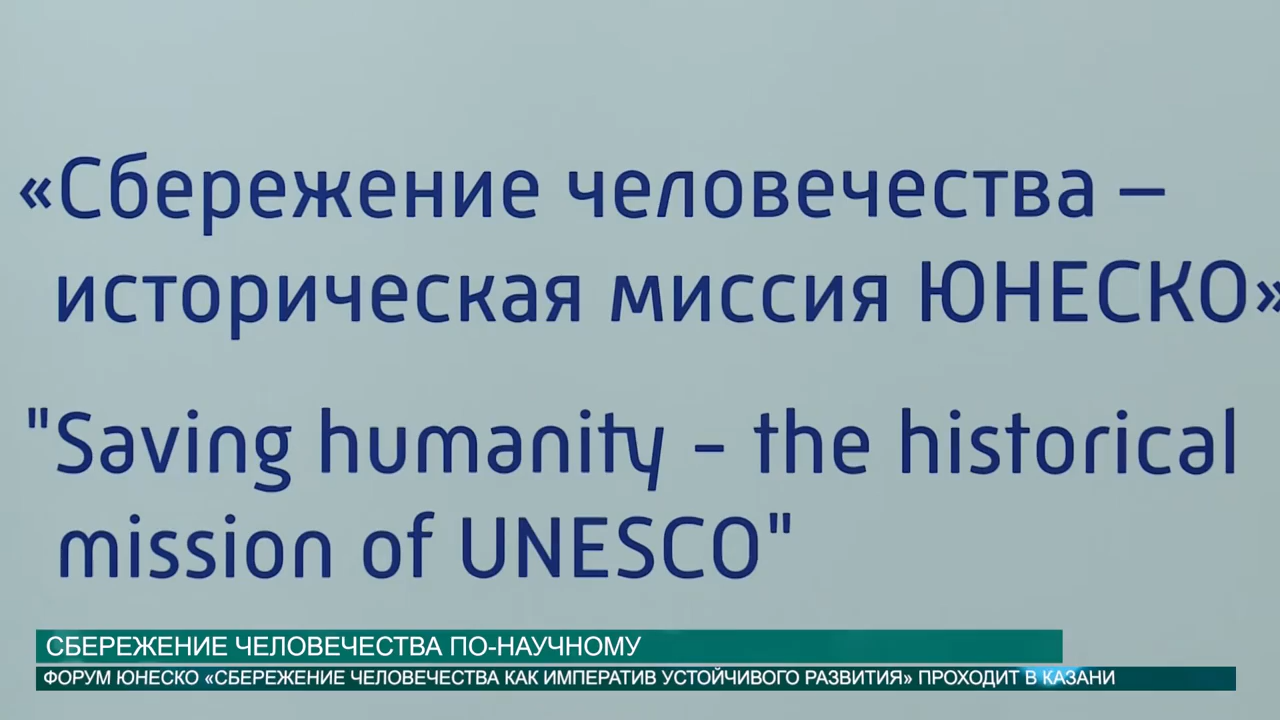 «Сбережение человечества –
историческая миссия ЮНЕСКО»
"Saving humanity - the historical
mission of UNESCO"
СБЕРЕЖЕНИЕ ЧЕЛОВЕЧЕСТВА ПО-НАУЧНОМУ
ФОРУМ ЮНЕСКО «СБЕРЕЖЕНИЕ ЧЕЛОВЕЧЕСТВА КАК ИМПЕРАТИВ УСТОЙЧИВОГО РАЗВИТИЯ» ПРОХОДИТ В КАЗАНИ